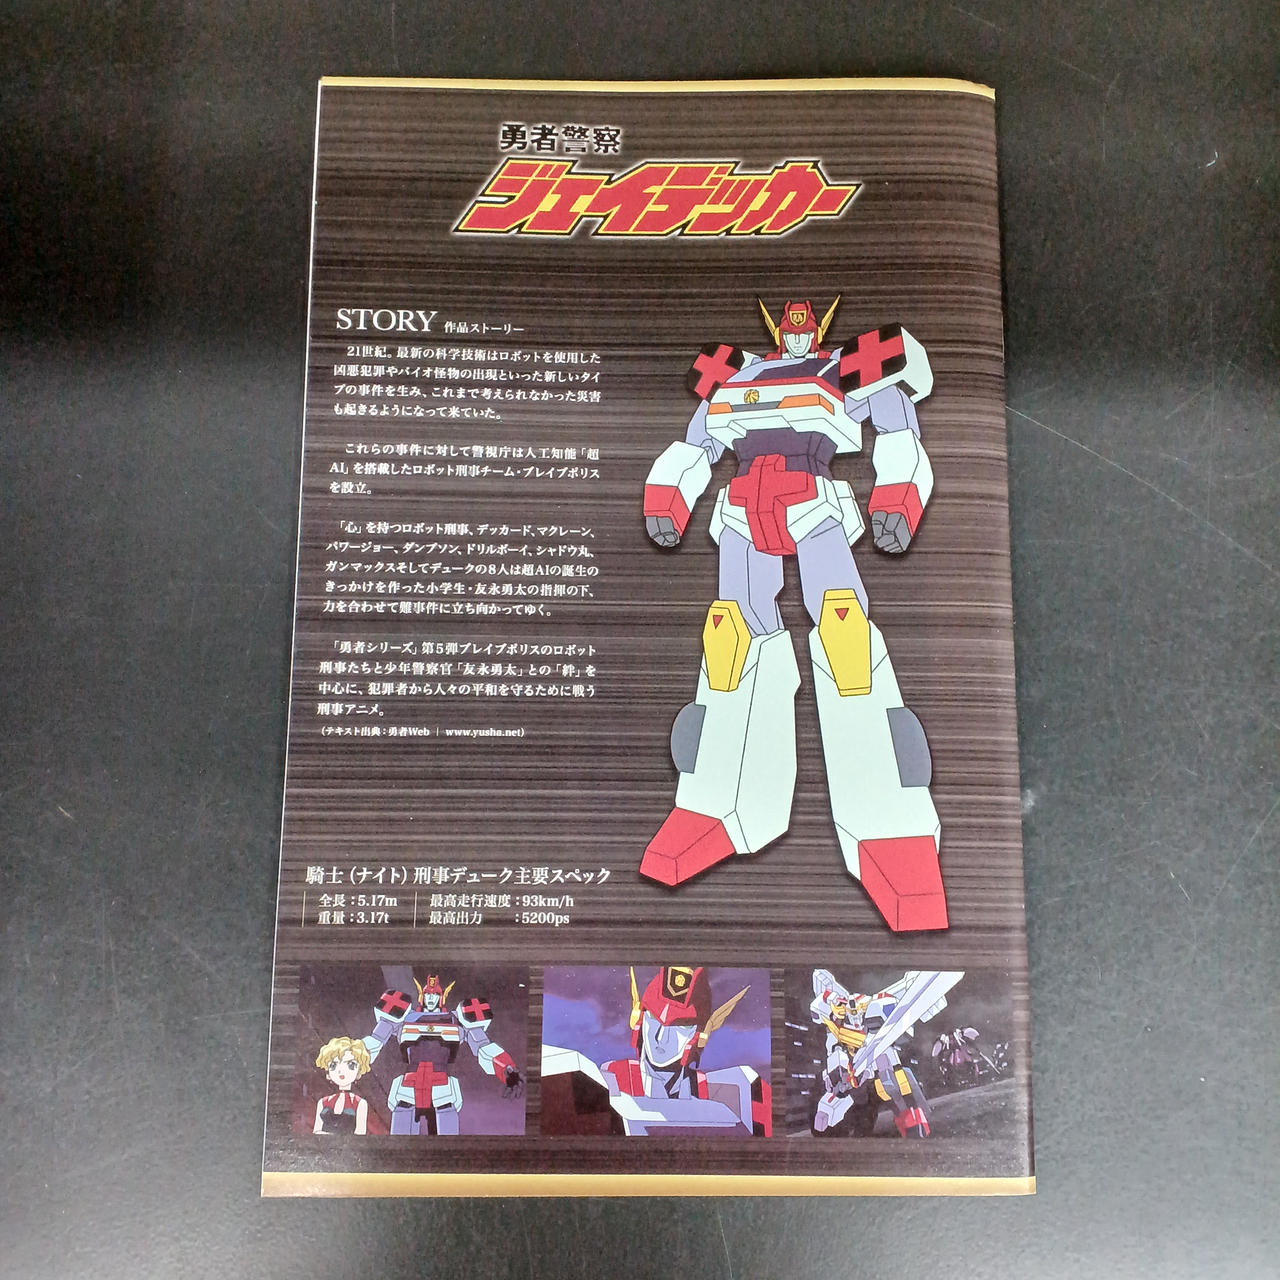 勇者警察
ジェイデッカー
STORY 作品ストーリー
21世紀。最新の科学技術はロボットを使用した
凶悪犯罪やバイオ怪物の出現といった新しいタイ
プの事件を生み、これまで考えられなかった災害
も起きるようになって来ていた。
これらの事件に対して警視庁は人工知能「超
AI」を搭載したロボット刑事チーム・ブレイブポリス
を設立。
「心」を持つロボット刑事、デッカード、マクレーン、
パワージョー、ダンプソン、ドリルボーイ、シャドウ丸、
ガンマックスそしてデュークの8人は超AIの誕生の
きっかけを作った小学生・友永勇太の指揮の下、
力を合わせて難事件に立ち向かってゆく。
「勇者シリーズ」第5弾ブレイブポリスのロボット
刑事たちと少年警察官「友永勇太」との「絆」を
中心に、犯罪者から人々の平和を守るために戦う
刑事アニメ。
(テキスト出典:勇者Web | www.yusha.net)
騎士(ナイト)刑事デューク主要スペック
全長:5.17m 最高走行速度:93km/h
重量:3.17t 最高出力 :5200ps